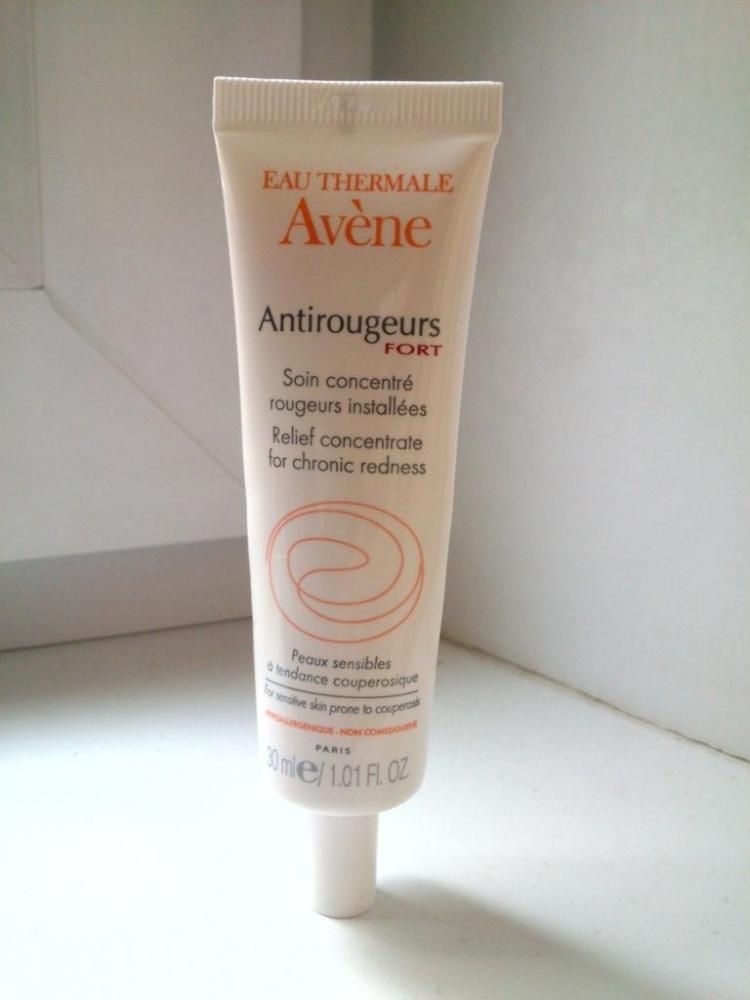 EAU THERMALE
Avène
Antirougeurs
FORT
Soin concentré
rougeurs installées
Relief concentrate
for chronic redness
Peaux sensibles
à tendance couperosique
For sensitive skin prone to couperosis
HYPOALLERGENIQUE - NON COMEDOGENE
PARIS
30 ml e / 1.01 Fl. OZ